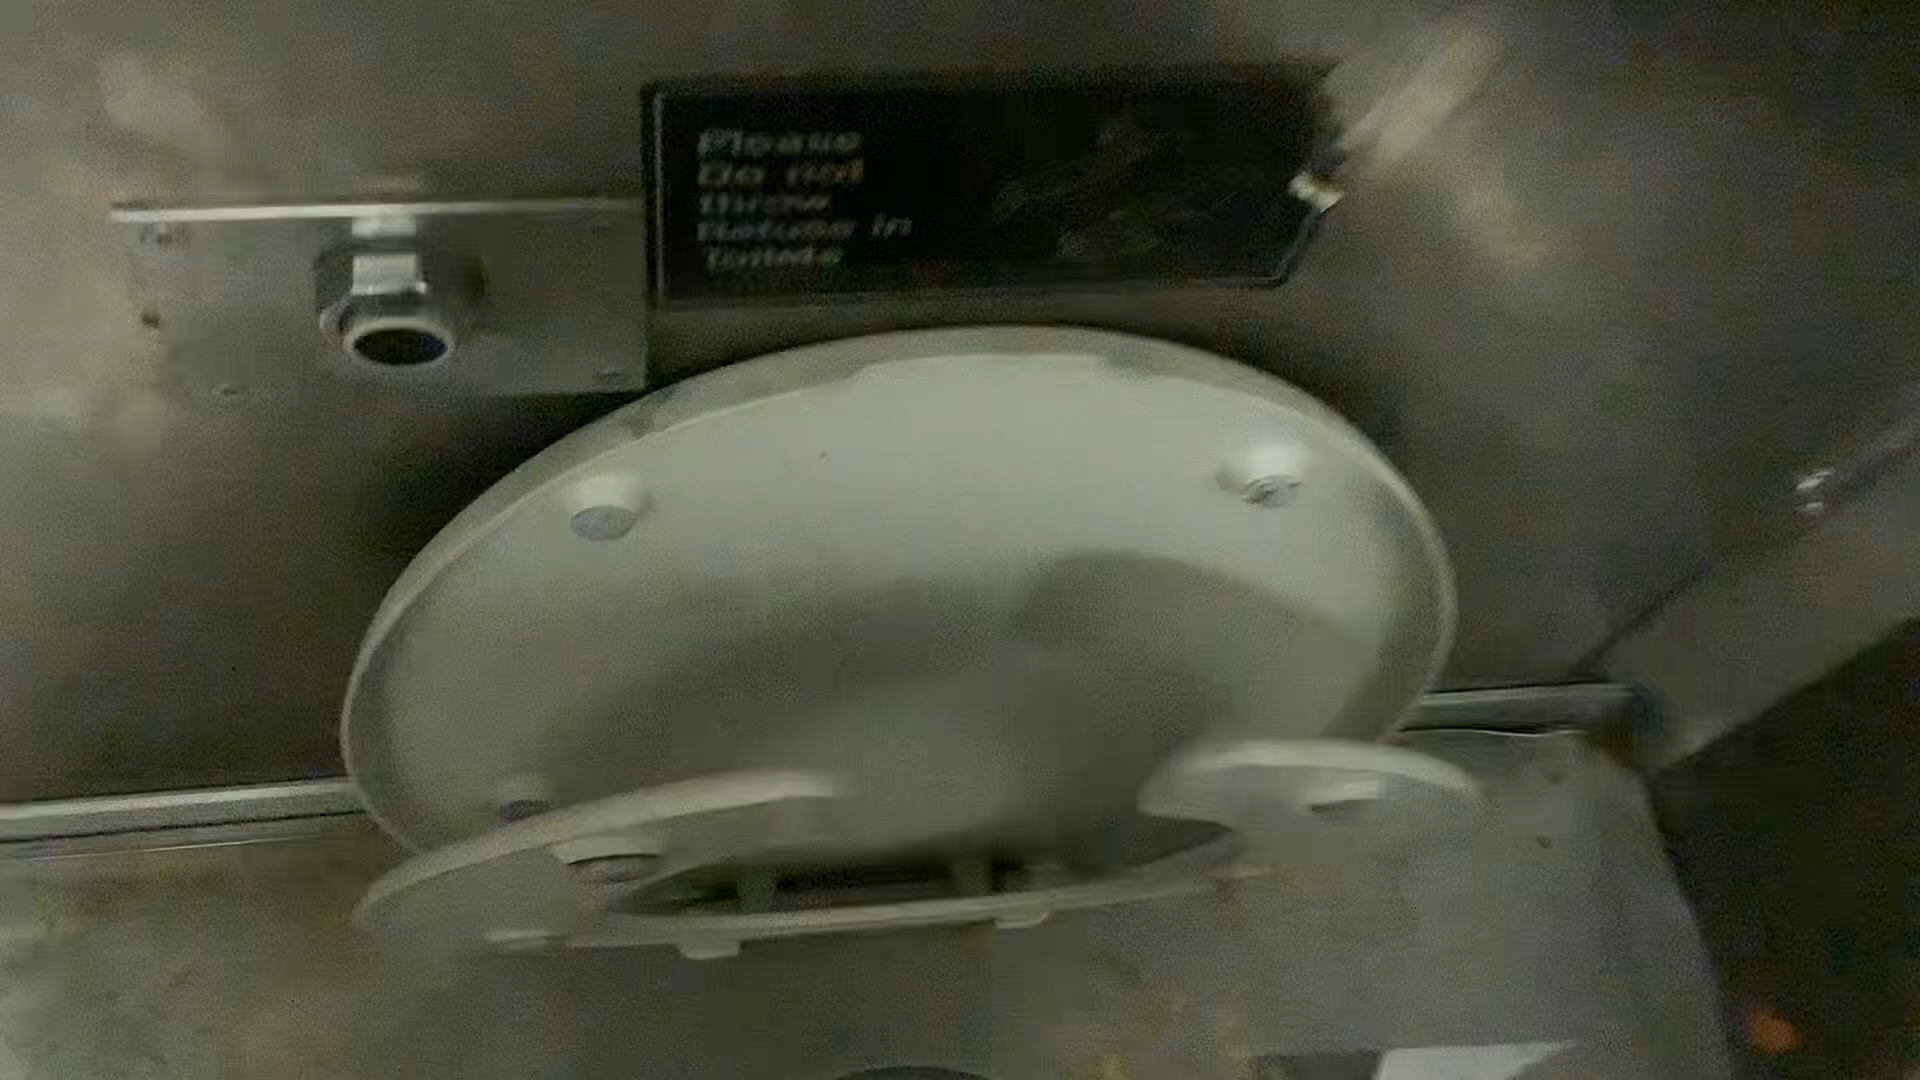 Please
Do not
throw
Refuse in
Toilets